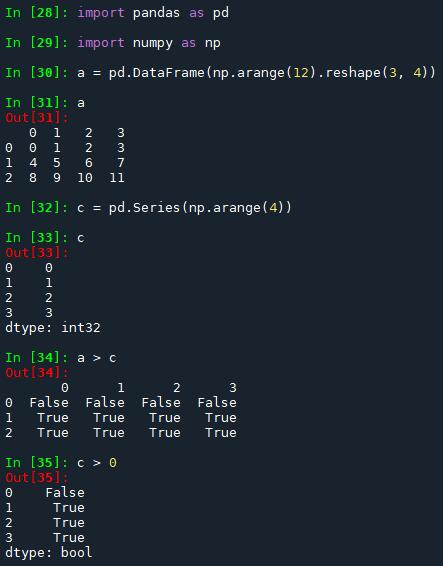 In [28]: import pandas as pd
In [29]: import numpy as np
In [30]: a = pd.DataFrame(np.arange(12).reshape(3, 4))
In [31]: a
Out[31]:
   0  1   2   3
0  0  1   2   3
1  4  5   6   7
2  8  9  10  11
In [32]: c = pd.Series(np.arange(4))
In [33]: c
Out[33]:
0    0
1    1
2    2
3    3
dtype: int32
In [34]: a > c
Out[34]:
       0      1      2      3
0  False  False  False  False
1   True   True   True   True
2   True   True   True   True
In [35]: c > 0
Out[35]:
0    False
1     True
2     True
3     True
dtype: bool